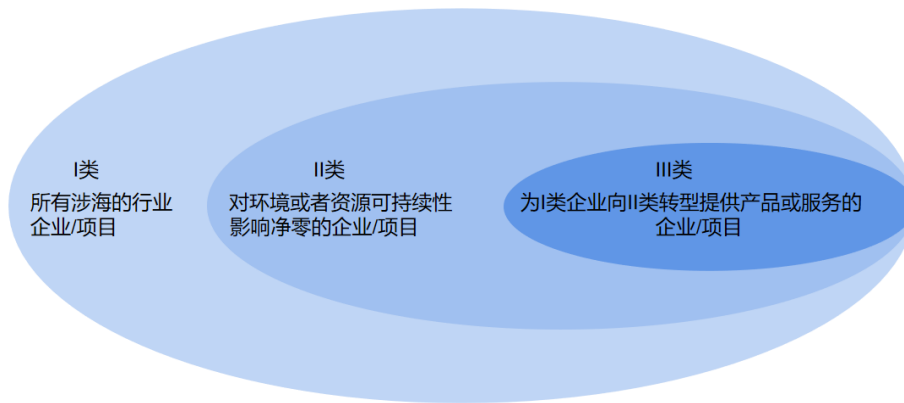 I类
所有涉海的行业
企业/项目
II类
对环境或者资源可持续性
影响净零的企业/项目
III类
为I类企业向II类转型提供产品或服务的
企业/项目